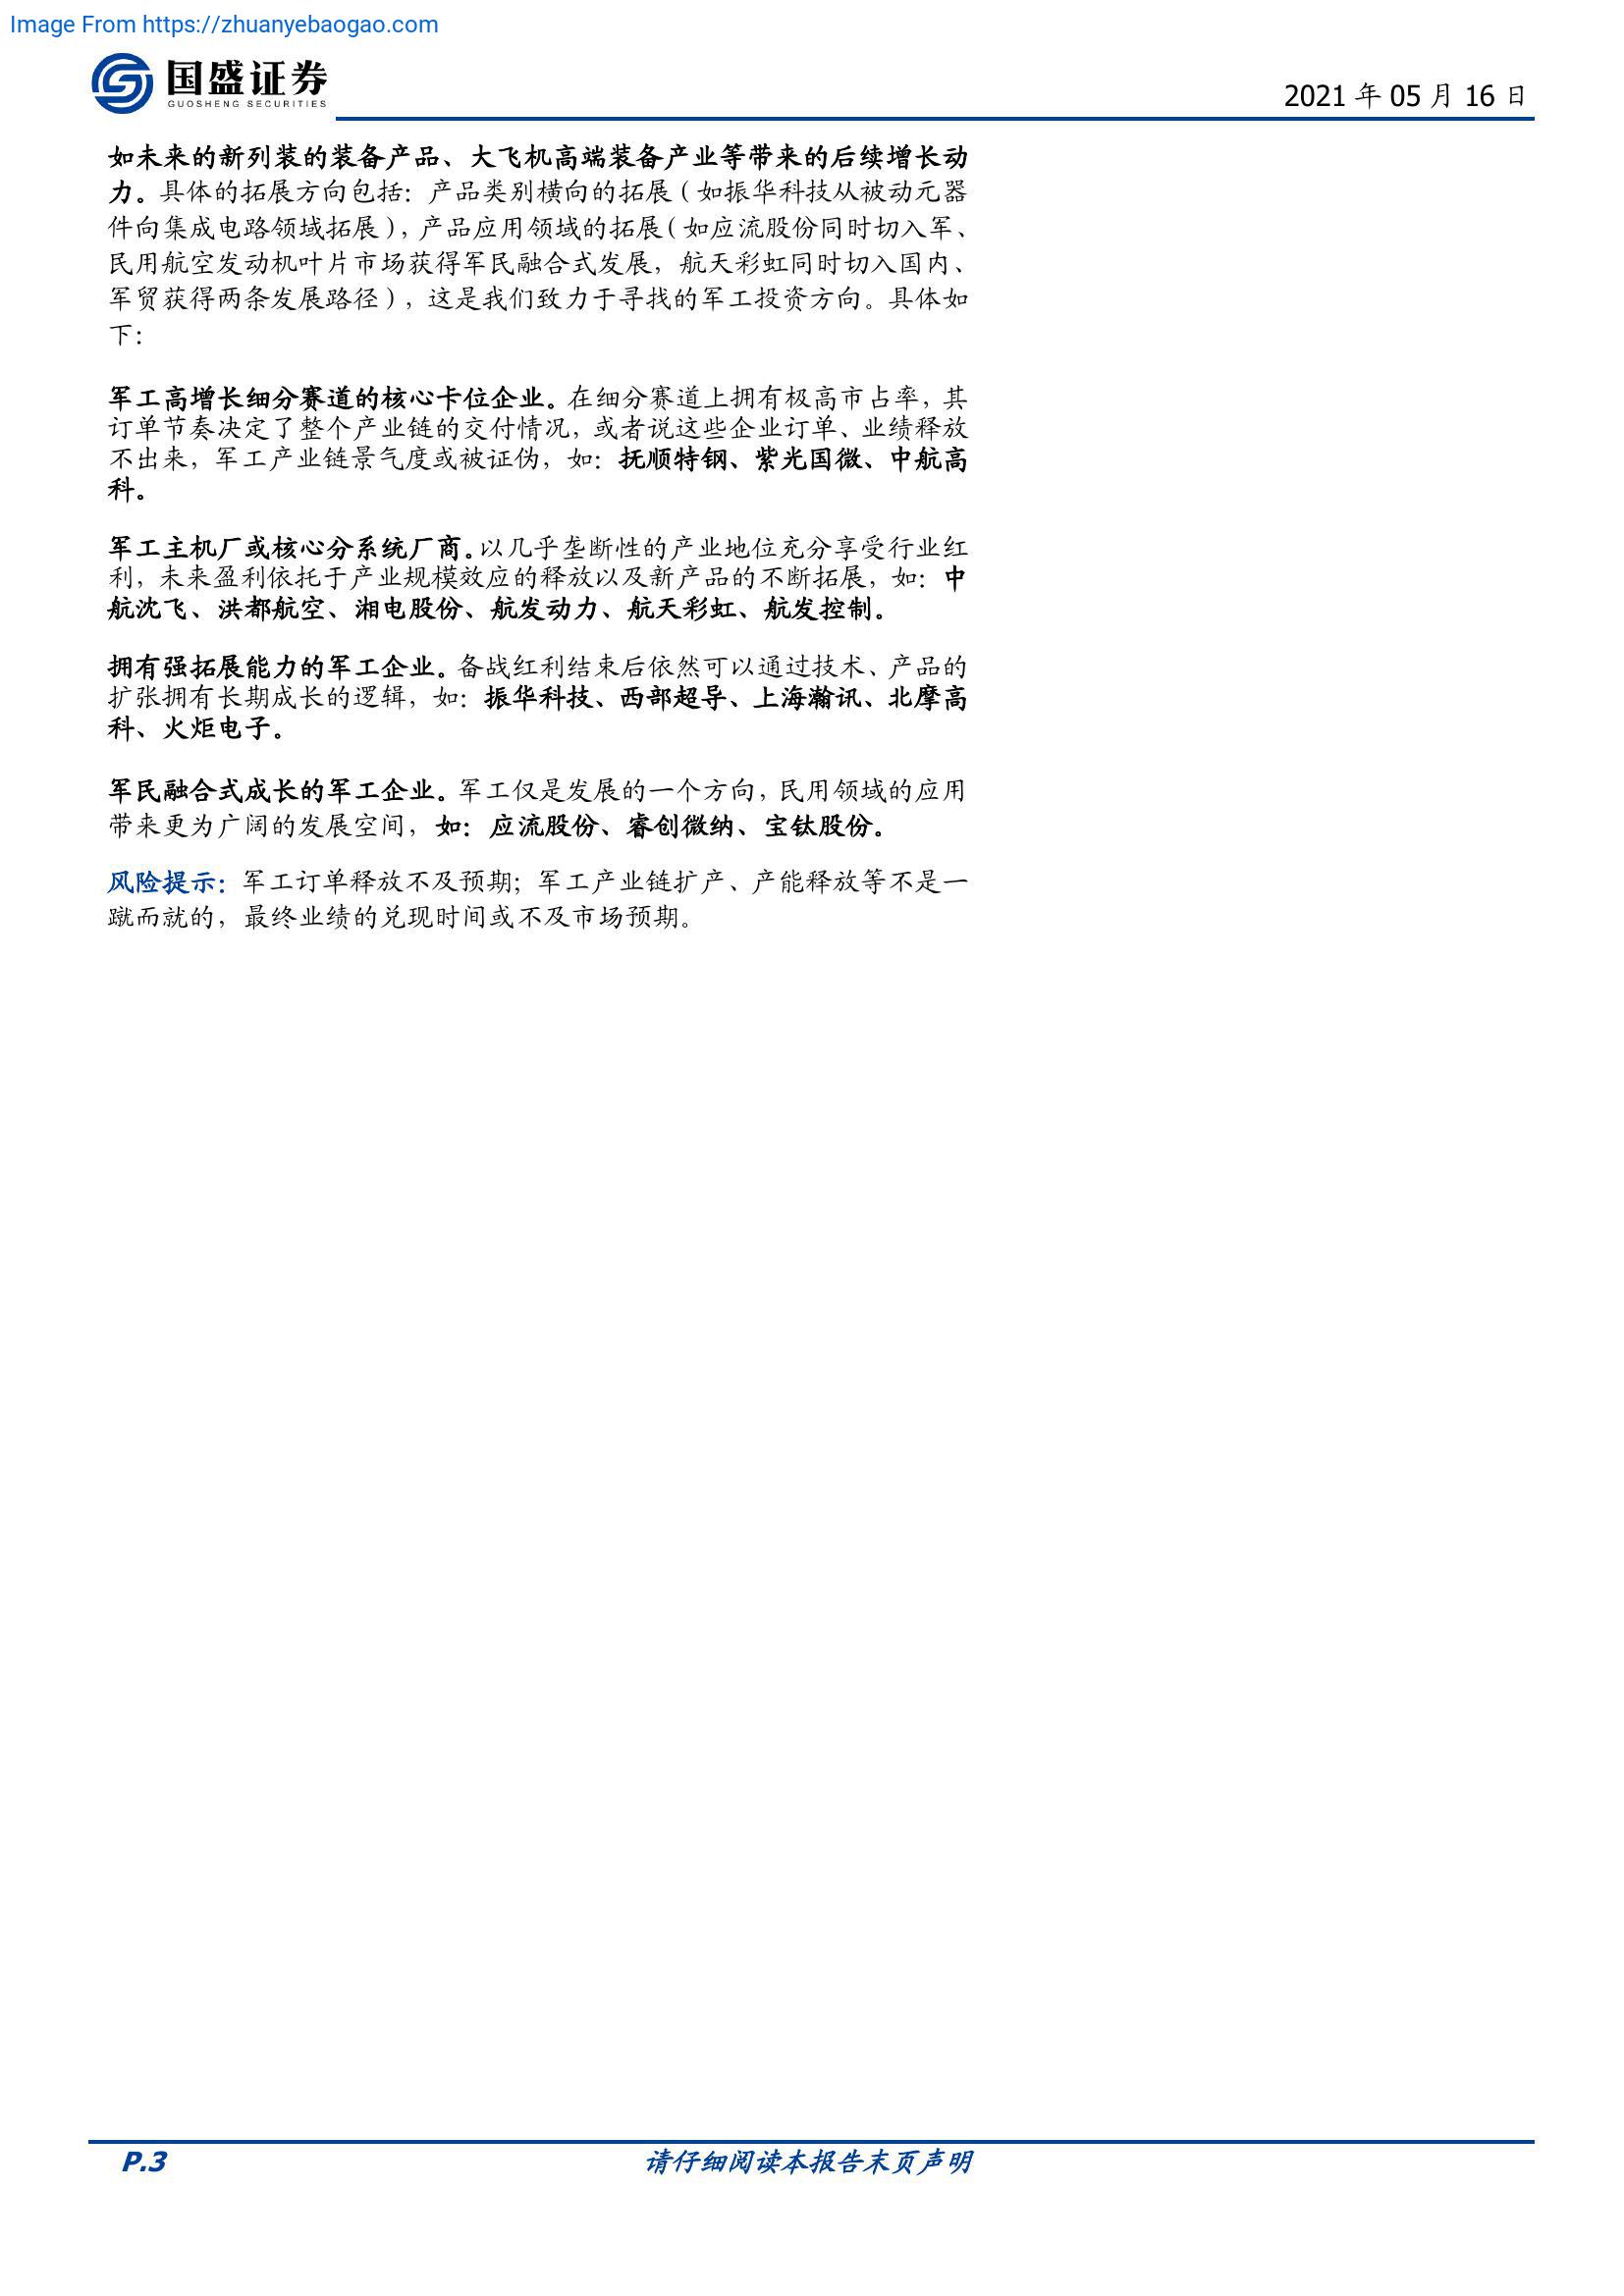 Image From https://zhuanyebaogao.com
国盛证券
GUOSHENG SECURITIES
2021 年 05 月 16 日
如未来的新列装的装备产品、大飞机高端装备产业等带来的后续增长动
力。具体的拓展方向包括：产品类别横向的拓展（如振华科技从被动元器
件向集成电路领域拓展），产品应用领域的拓展（如应流股份同时切入军、
民用航空发动机叶片市场获得军民融合式发展，航天彩虹同时切入国内、
军贸获得两条发展路径），这是我们致力于寻找的军工投资方向。具体如
下：
军工高增长细分赛道的核心卡位企业。在细分赛道上拥有极高市占率，其
订单节奏决定了整个产业链的交付情况，或者说这些企业订单、业绩释放
不出来，军工产业链景气度或被证伪，如：抚顺特钢、紫光国微、中航高
科。
军工主机厂或核心分系统厂商。以几乎垄断性的产业地位充分享受行业红
利，未来盈利依托于产业规模效应的释放以及新产品的不断拓展，如：中
航沈飞、洪都航空、湘电股份、航发动力、航天彩虹、航发控制。
拥有强拓展能力的军工企业。备战红利结束后依然可以通过技术、产品的
扩张拥有长期成长的逻辑，如：振华科技、西部超导、上海瀚讯、北摩高
科、火炬电子。
军民融合式成长的军工企业。军工仅是发展的一个方向，民用领域的应用
带来更为广阔的发展空间，如：应流股份、睿创微纳、宝钛股份。
风险提示：军工订单释放不及预期；军工产业链扩产、产能释放等不是一
蹴而就的，最终业绩的兑现时间或不及市场预期。
P.3
请仔细阅读本报告末页声明